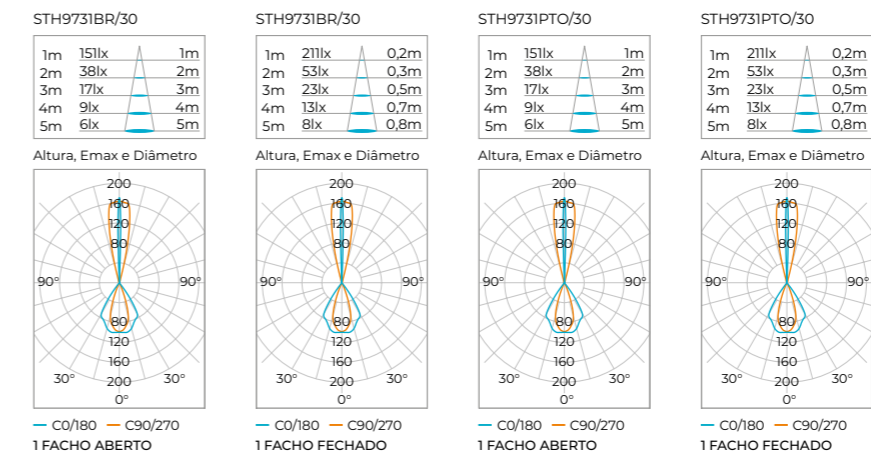 STH9731BR/30
1m 151lx 1m
2m 38lx 2m
3m 17lx 3m
4m 9lx 4m
5m 6lx 5m
Altura, Emax e Diâmetro
200
160
120
80
90° 90°
80
120
160
30° 200 30°
0°
C0/180 C90/270
1 FACHO ABERTO
STH9731BR/30
1m 211lx 0,2m
2m 53lx 0,3m
3m 23lx 0,5m
4m 13lx 0,7m
5m 8lx 0,8m
Altura, Emax e Diâmetro
200
160
120
80
90° 90°
80
120
160
30° 200 30°
0°
C0/180 C90/270
1 FACHO FECHADO
STH9731PTO/30
1m 151lx 1m
2m 38lx 2m
3m 17lx 3m
4m 9lx 4m
5m 6lx 5m
Altura, Emax e Diâmetro
200
160
120
80
90° 90°
80
120
160
30° 200 30°
0°
C0/180 C90/270
1 FACHO ABERTO
STH9731PTO/30
1m 211lx 0,2m
2m 53lx 0,3m
3m 23lx 0,5m
4m 13lx 0,7m
5m 8lx 0,8m
Altura, Emax e Diâmetro
200
160
120
80
90° 90°
80
120
160
30° 200 30°
0°
C0/180 C90/270
1 FACHO FECHADO